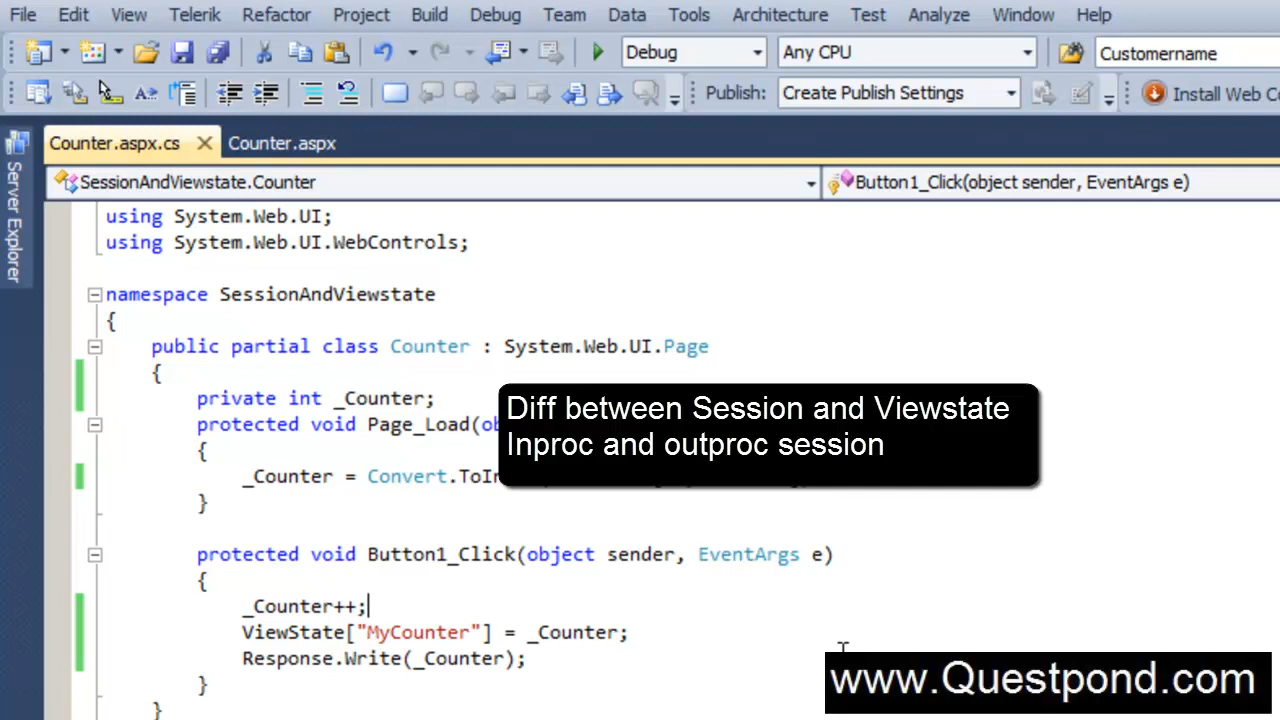 File Edit View Telerik Refactor Project Build Debug Team Data Tools Architecture Test Analyze Window Help
Debug Any CPU Customername
Publish: Create Publish Settings Install Web
Counter.aspx.cs Counter.aspx
Server Explorer
SessionAndViewstate.Counter Button1_Click(object sender, EventArgs e)
using System.Web.UI;
using System.Web.UI.WebControls;
namespace SessionAndViewstate
{
public partial class Counter : System.Web.UI.Page
{
private int _Counter;
protected void Page_Load(
Diff between Session and Viewstate
Inproc and outproc session
{
_Counter = Convert.
}
protected void Button1_Click(object sender, EventArgs e)
{
_Counter++;
ViewState["MyCounter"] = _Counter;
Response.Write(_Counter);
}
}
www.Questpond.com